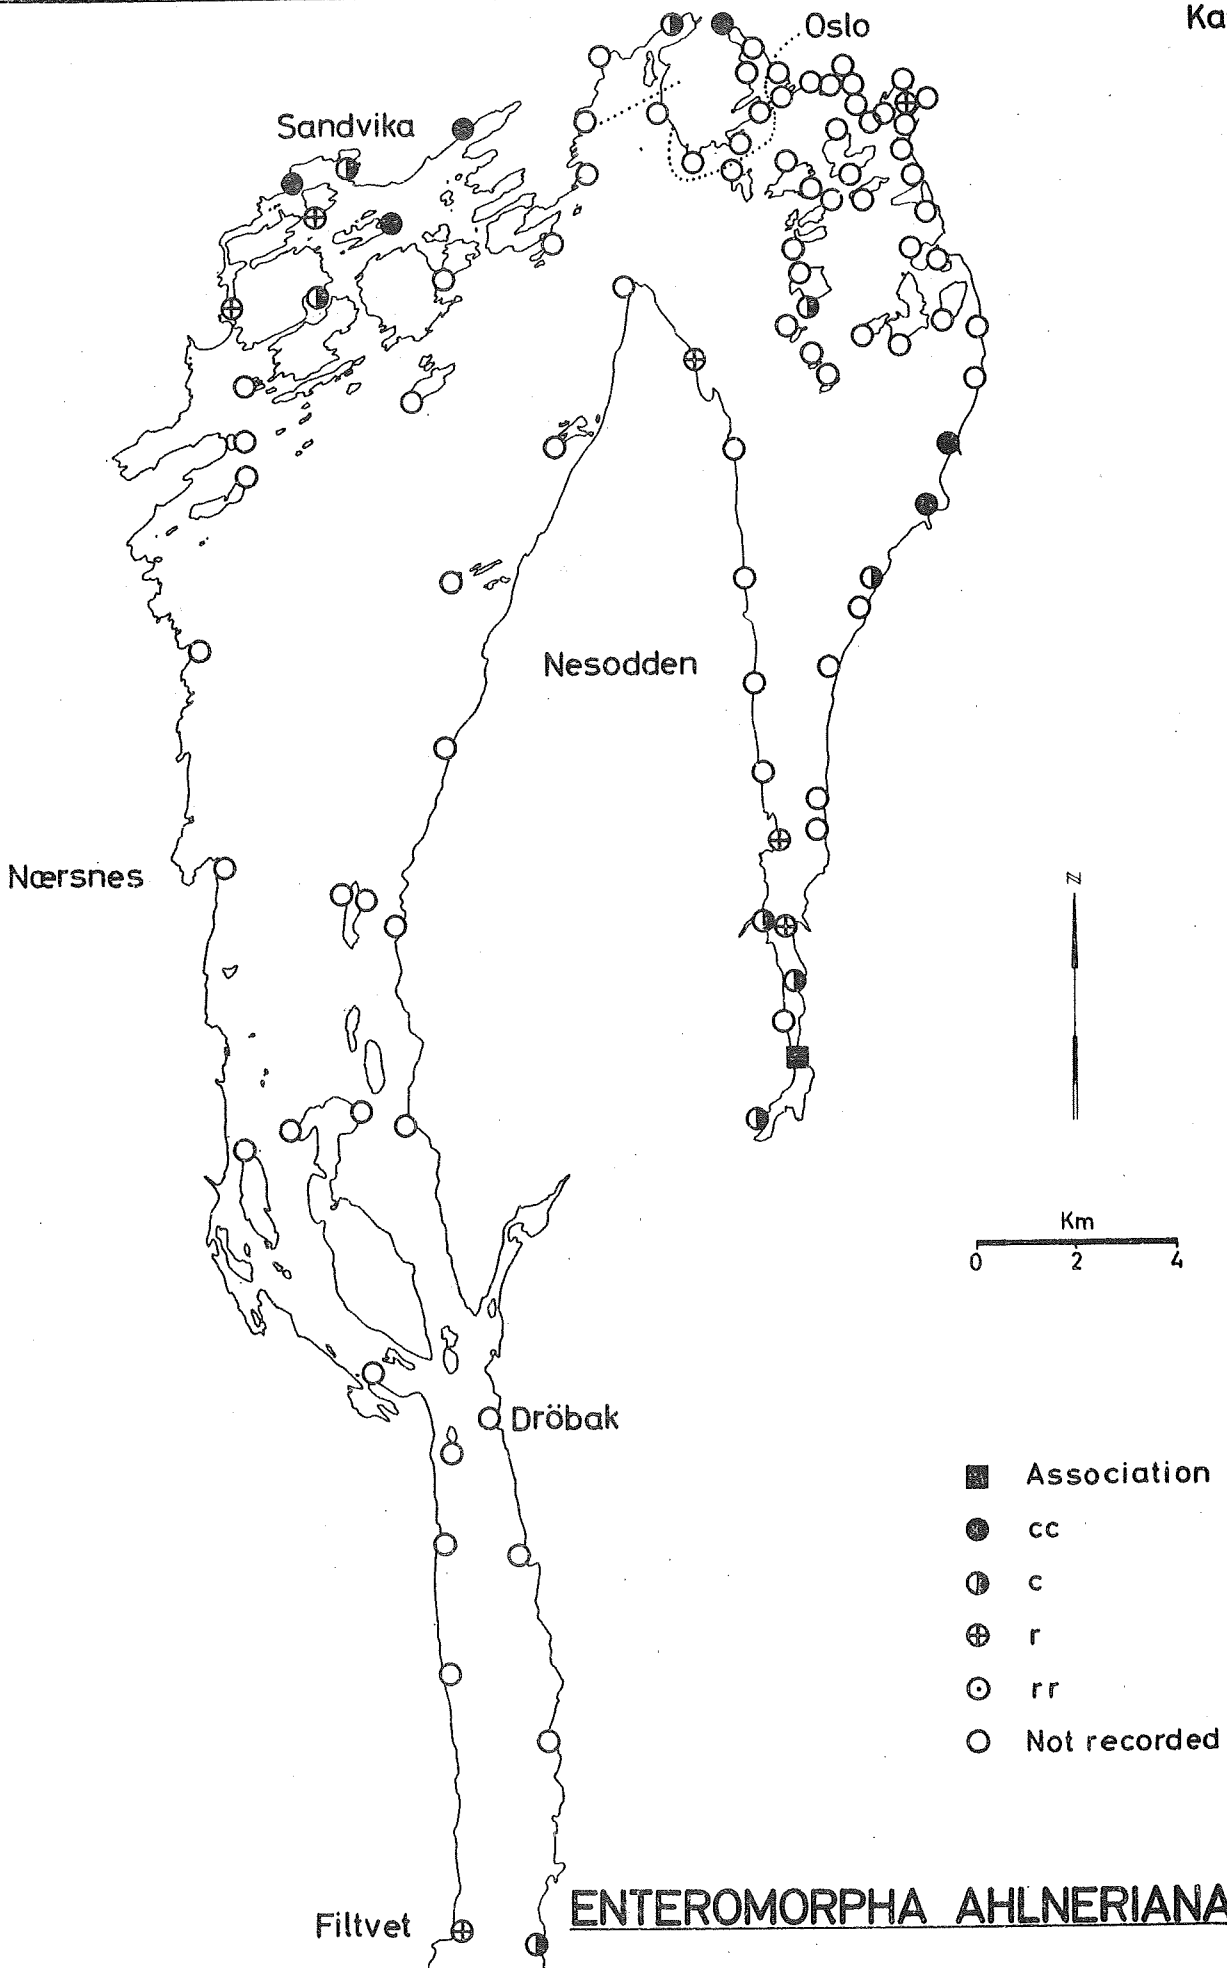 Ka
Oslo
Sandvika
Nesodden
Nærsnes
N
Km
0 2 4
Dröbak
Association
cc
c
r
rr
Not recorded
Filtvet
ENTEROMORPHA AHLNERIANA